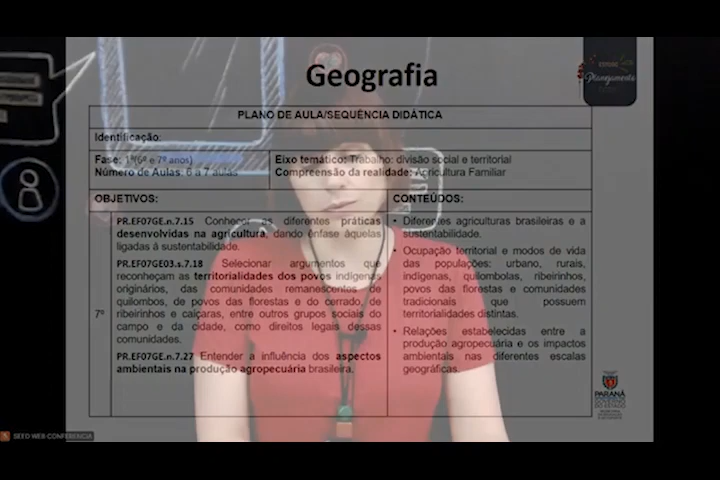 Geografia
Planejamento
PLANO DE AULA/SEQUÊNCIA DIDÁTICA
Identificação:
Fase: 1ª(6º e 7º anos)
Número de Aulas: 6 a 7 aulas
Eixo temático: Trabalho: divisão social e territorial
Compreensão da realidade: Agricultura Familiar
OBJETIVOS:
CONTEÚDOS:
7º
PR.EF07GE.n.7.15 Conhecer as diferentes práticas
desenvolvidas na agricultura, dando ênfase àquelas
ligadas à sustentabilidade.
PR.EF07GE03.s.7.18 Selecionar argumentos que
reconheçam as territorialidades dos povos indígenas
originários, das comunidades remanescentes de
quilombos, de povos das florestas e do cerrado, de
ribeirinhos e caiçaras, entre outros grupos sociais do
campo e da cidade, como direitos legais dessas
comunidades.
PR.EF07GE.n.7.27 Entender a influência dos aspectos
ambientais na produção agropecuária brasileira.
• Diferentes agriculturas brasileiras e a
sustentabilidade.
• Ocupação territorial e modos de vida
das populações: urbano, rurais,
indígenas, quilombolas, ribeirinhos,
povos das florestas e comunidades
tradicionais que possuem
territorialidades distintas.
• Relações estabelecidas entre a
produção agropecuária e os impactos
ambientais nas diferentes escalas
geográficas.
PARANÁ
GOVERNO DO ESTADO
SEED WEB CONFERENCIA